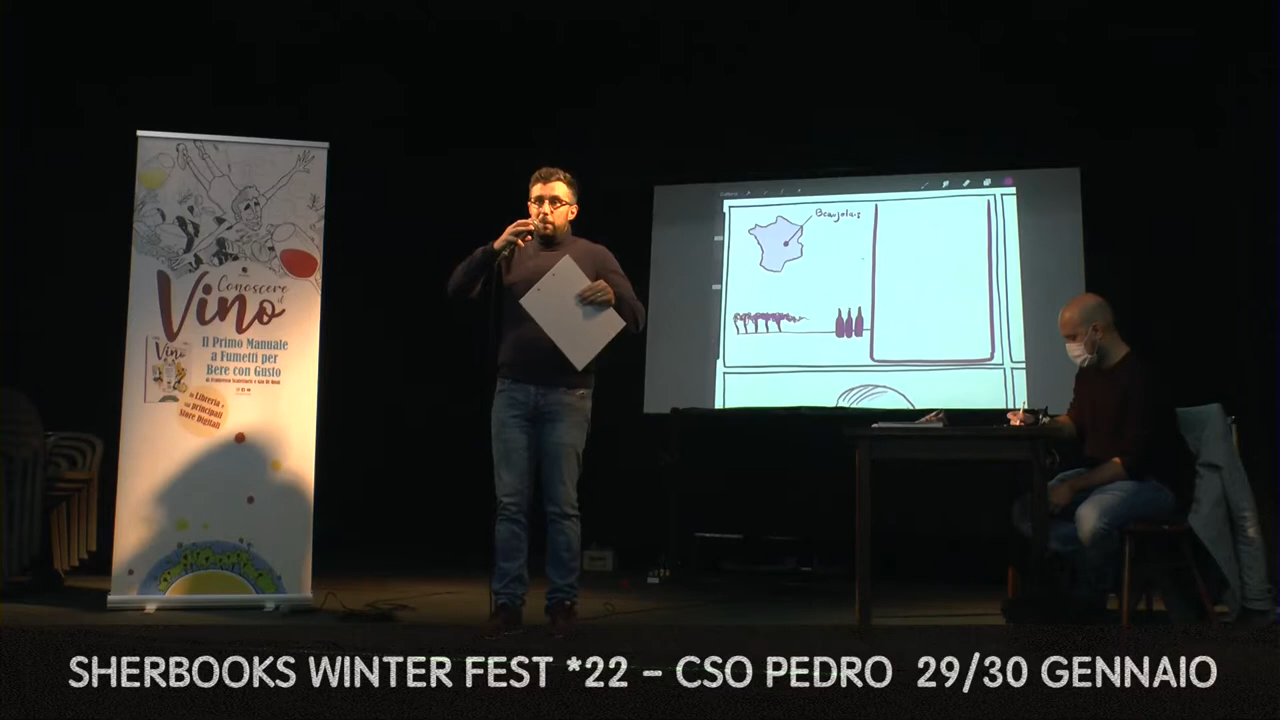 Conoscere
il
Vino
Il Primo Manuale
a Fumetti per
Bere con Gusto
Vino
in Libreria e
sui principali
Store Digitali
Beaujolais
SHERBOOKS WINTER FEST *22 – CSO PEDRO 29/30 GENNAIO